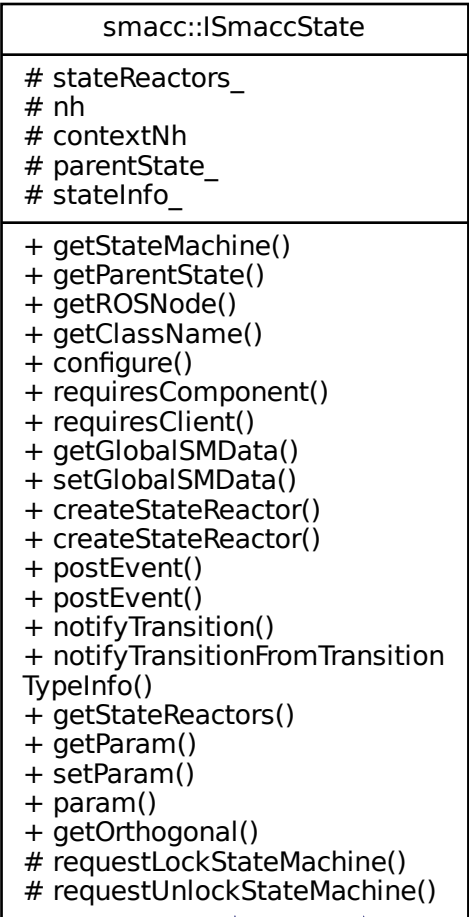 smacc::ISmaccState
# stateReactors_
# nh
# contextNh
# parentState_
# stateInfo_
+ getStateMachine()
+ getParentState()
+ getROSNode()
+ getClassName()
+ configure()
+ requiresComponent()
+ requiresClient()
+ getGlobalSMData()
+ setGlobalSMData()
+ createStateReactor()
+ createStateReactor()
+ postEvent()
+ postEvent()
+ notifyTransition()
+ notifyTransitionFromTransition
TypeInfo()
+ getStateReactors()
+ getParam()
+ setParam()
+ param()
+ getOrthogonal()
# requestLockStateMachine()
# requestUnlockStateMachine()